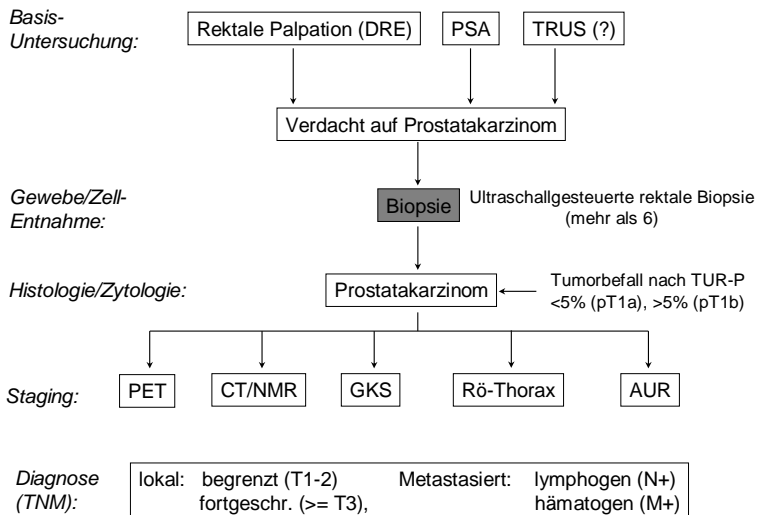 Basis-
Untersuchung:
Rektale Palpation (DRE) PSA TRUS (?)
Verdacht auf Prostatakarzinom
Gewebe/Zell-
Entnahme:
Biopsie
Ultraschallgesteuerte rektale Biopsie
(mehr als 6)
Histologie/Zytologie:
Prostatakarzinom
Tumorbefall nach TUR-P
<5% (pT1a), >5% (pT1b)
Staging:
PET CT/NMR GKS Rö-Thorax AUR
Diagnose
(TNM):
lokal: begrenzt (T1-2) Metastasiert: lymphogen (N+)
fortgeschr. (>= T3), hämatogen (M+)